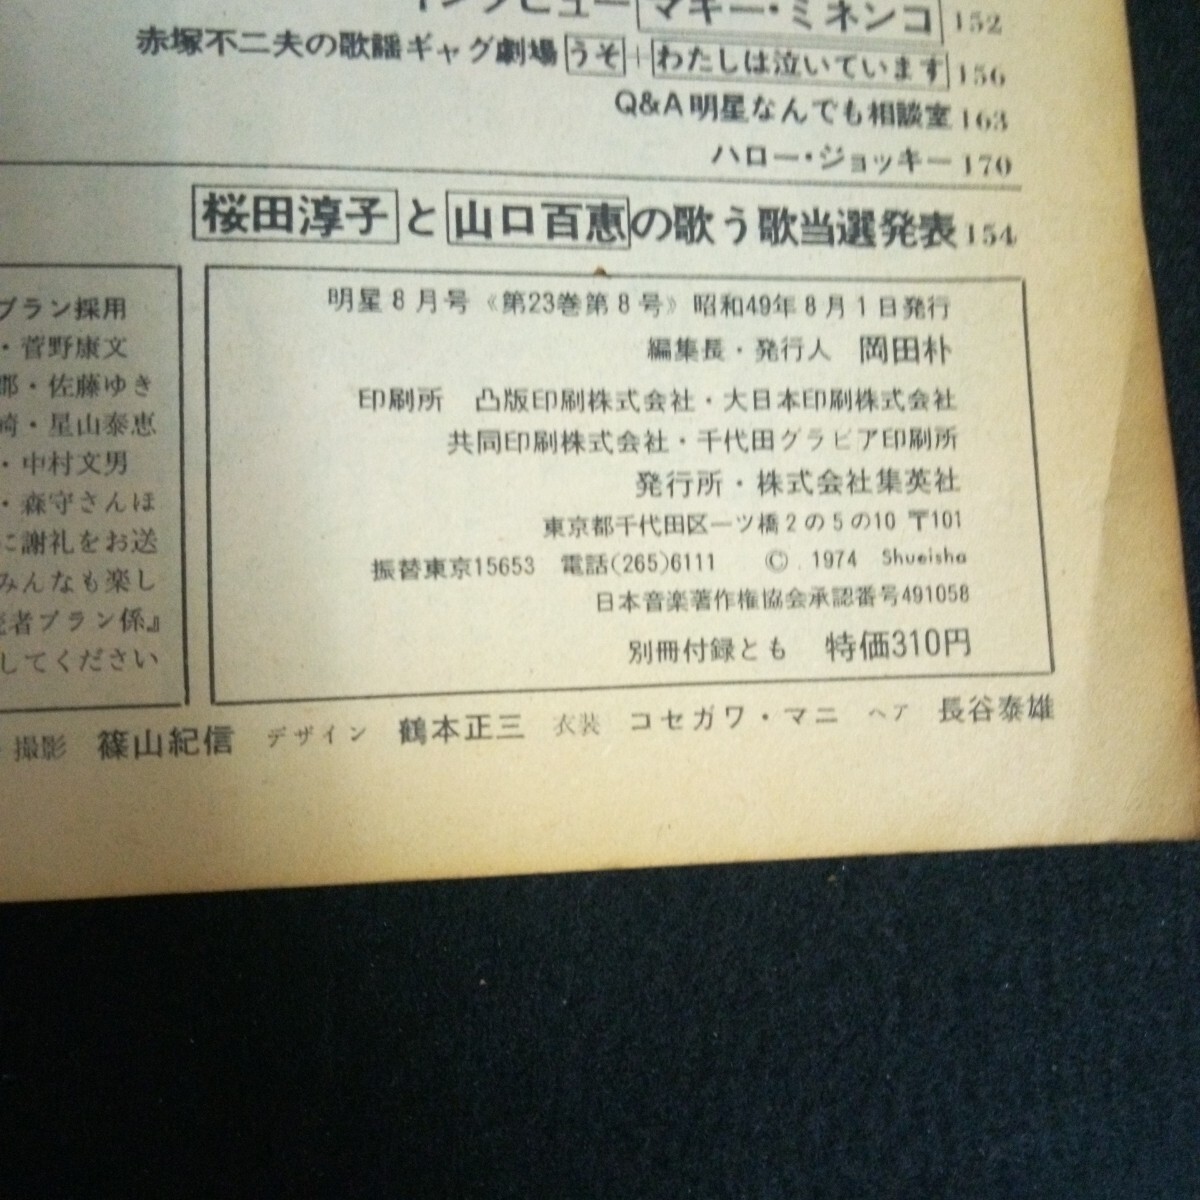 インタビュー マギー・ミネンコ 152
赤塚不二夫の歌謡ギャグ劇場 うそ + わたしは泣いています 156
Q&A明星なんでも相談室 163
ハロー・ジョッキー 170
桜田淳子 と 山口百恵 の歌う歌当選発表 154
プラン採用
・菅野康文
郎・佐藤ゆき
崎・星山泰恵
・中村文男
・森守さんほ
に謝礼をお送
みんなも楽し
読者プラン係』
してください
明星8月号《第23巻第8号》昭和49年8月1日発行
編集長・発行人 岡田朴
印刷所 凸版印刷株式会社・大日本印刷株式会社
共同印刷株式会社・千代田グラビア印刷所
発行所・株式会社集英社
東京都千代田区一ツ橋2の5の10 〒101
振替東京15653 電話(265)6111 © 1974 Shueisha
日本音楽著作権協会承認番号491058
別冊付録とも 特価310円
撮影 篠山紀信 デザイン 鶴本正三 衣装 コセガワ・マニ ヘア 長谷泰雄